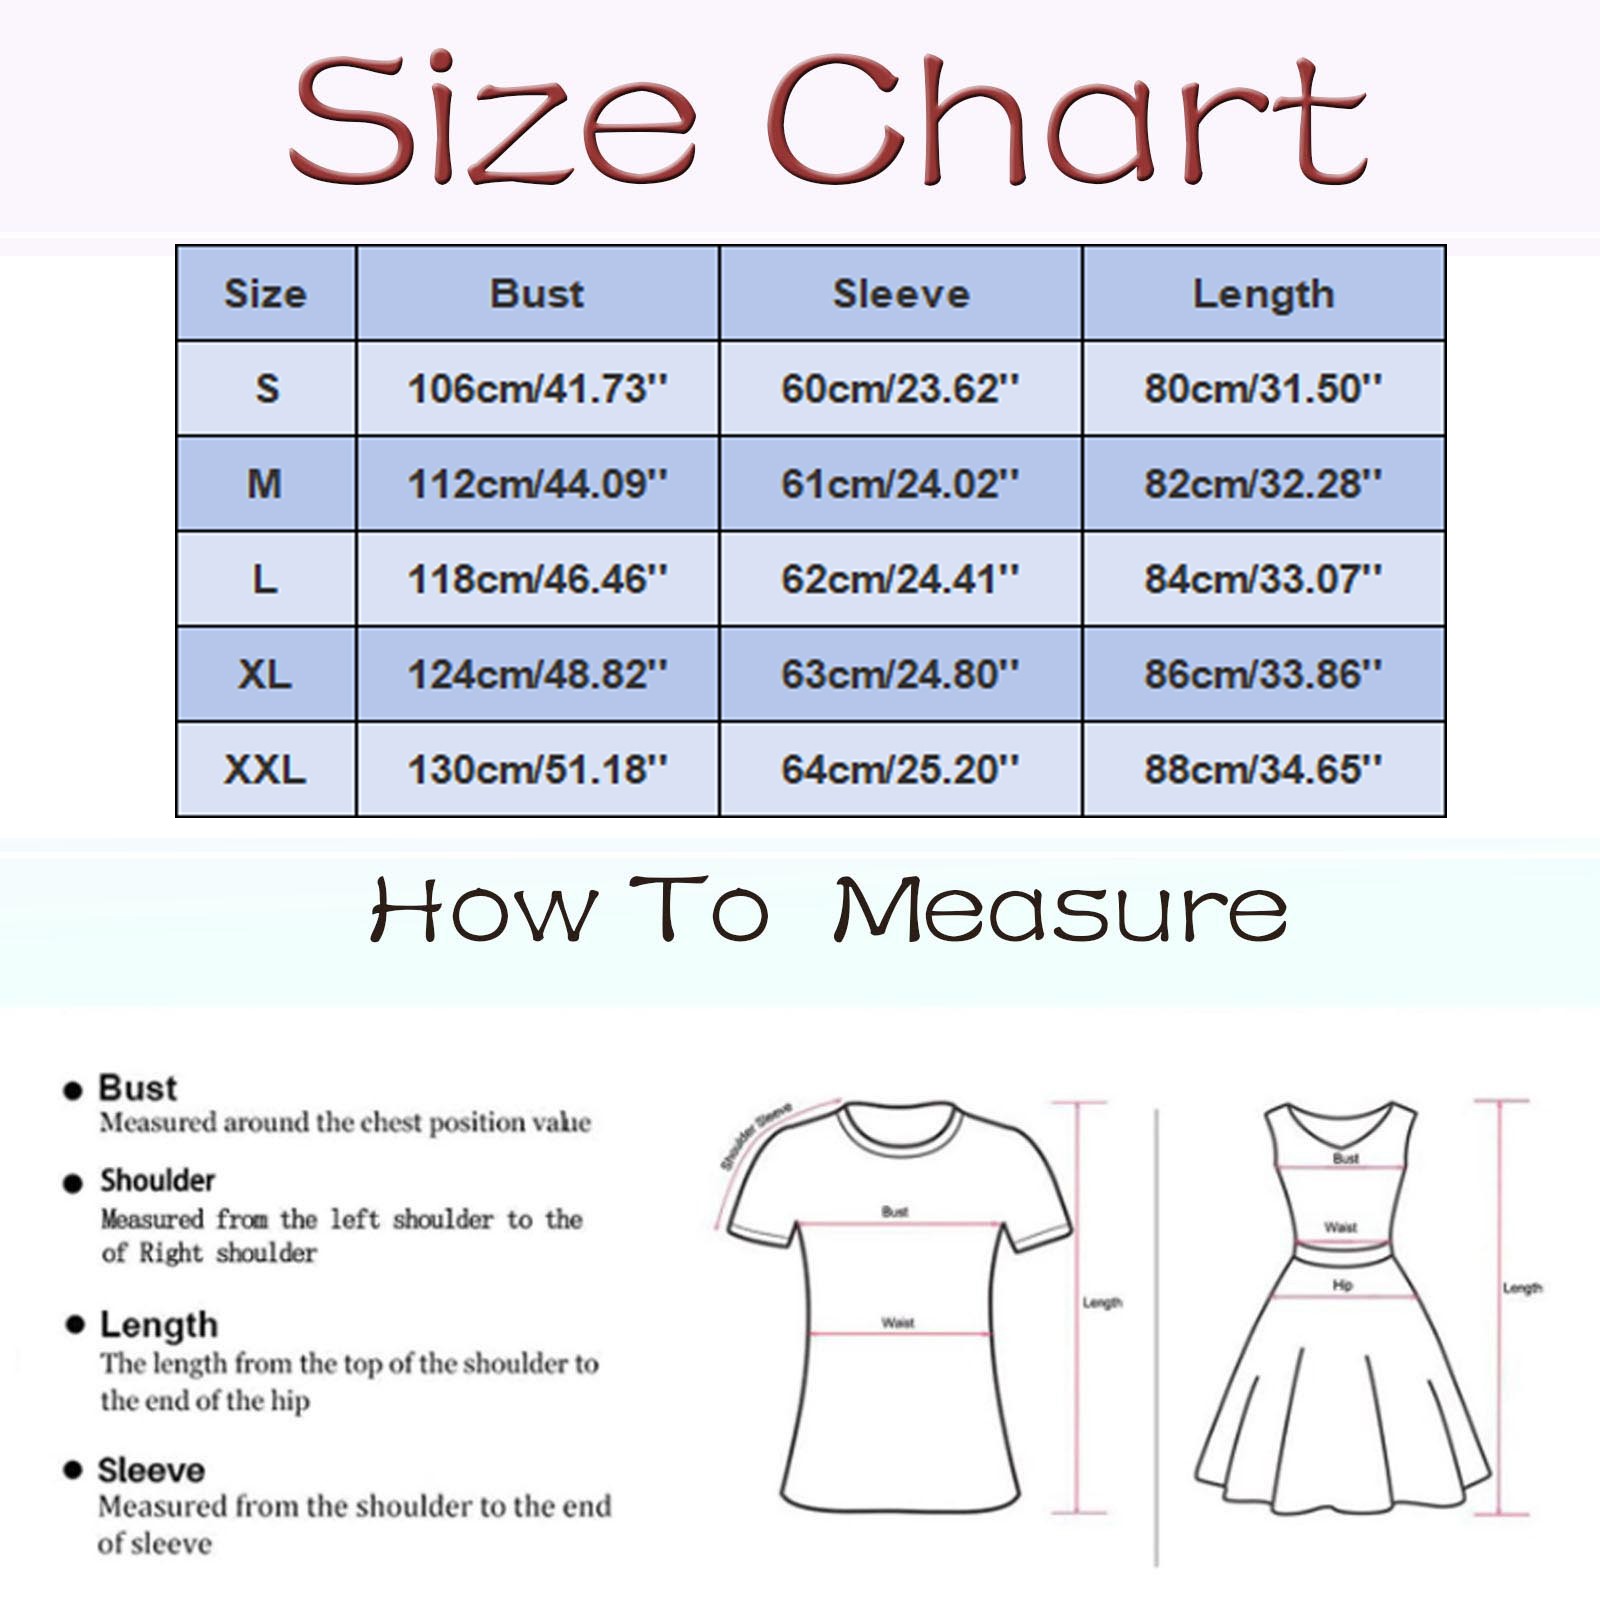 Size Chart
Size Bust Sleeve Length
S 106cm/41.73'' 60cm/23.62'' 80cm/31.50''
M 112cm/44.09'' 61cm/24.02'' 82cm/32.28''
L 118cm/46.46'' 62cm/24.41'' 84cm/33.07''
XL 124cm/48.82'' 63cm/24.80'' 86cm/33.86''
XXL 130cm/51.18'' 64cm/25.20'' 88cm/34.65''
How To Measure
Bust
Measured around the chest position value
Shoulder
Measured from the left shoulder to the
of Right shoulder
Length
The length from the top of the shoulder to
the end of the hip
Sleeve
Measured from the shoulder to the end
of sleeve
Shoulder Sleeve
Bust
Waist
Length
Bust
Waist
Hip
Length